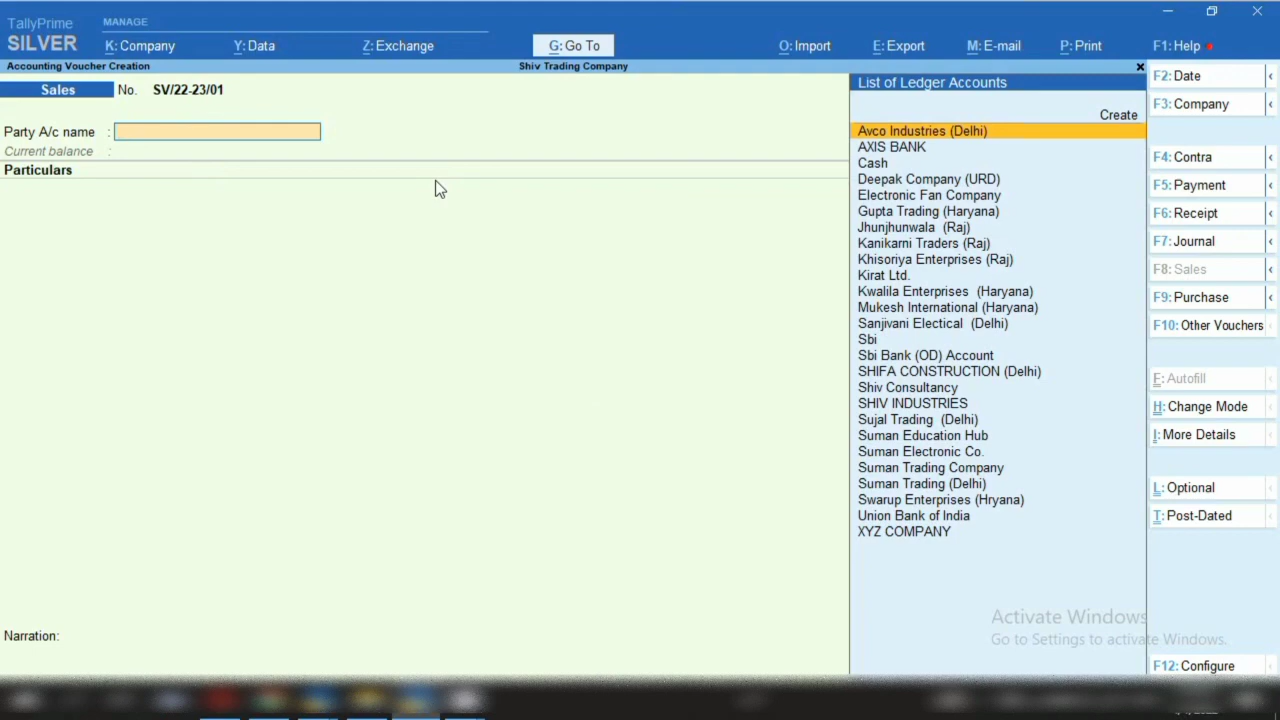 TallyPrime
SILVER
MANAGE
K: Company
Y: Data
Z: Exchange
G: Go To
O: Import
E: Export
M: E-mail
P: Print
F1: Help
Accounting Voucher Creation
Shiv Trading Company
Sales
No.
SV/22-23/01
Party A/c name :
Current balance :
Particulars
Narration:
List of Ledger Accounts
Create
Avco Industries (Delhi)
AXIS BANK
Cash
Deepak Company (URD)
Electronic Fan Company
Gupta Trading (Haryana)
Jhunjhunwala (Raj)
Kanikarni Traders (Raj)
Khisoriya Enterprises (Raj)
Kirat Ltd.
Kwalila Enterprises (Haryana)
Mukesh International (Haryana)
Sanjivani Electical (Delhi)
Sbi
Sbi Bank (OD) Account
SHIFA CONSTRUCTION (Delhi)
Shiv Consultancy
SHIV INDUSTRIES
Sujal Trading (Delhi)
Suman Education Hub
Suman Electronic Co.
Suman Trading Company
Suman Trading (Delhi)
Swarup Enterprises (Hryana)
Union Bank of India
XYZ COMPANY
F2: Date
F3: Company
F4: Contra
F5: Payment
F6: Receipt
F7: Journal
F8: Sales
F9: Purchase
F10: Other Vouchers
F: Autofill
H: Change Mode
I: More Details
L: Optional
T: Post-Dated
F12: Configure
Activate Windows
Go to Settings to activate Windows.